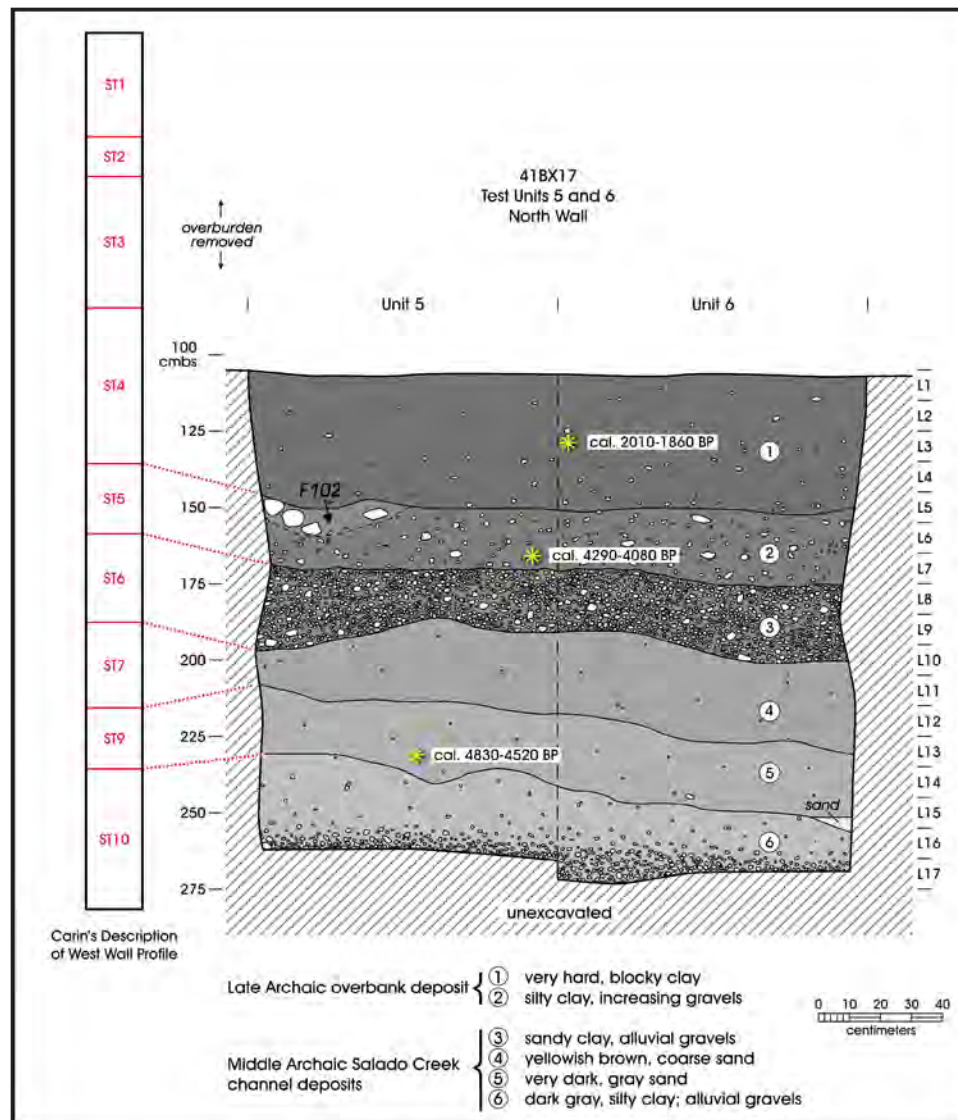 ST1
ST2
ST3
ST4
ST5
ST6
ST7
ST9
ST10
Carin's Description
of West Wall Profile
overburden
removed
41BX17
Test Units 5 and 6
North Wall
Unit 5
Unit 6
100
cmbs
125
150
175
200
225
250
275
F102
cal. 2010-1860 BP
cal. 4290-4080 BP
cal. 4830-4520 BP
1
2
3
4
5
sand
6
unexcavated
L1
L2
L3
L4
L5
L6
L7
L8
L9
L10
L11
L12
L13
L14
L15
L16
L17
Late Archaic overbank deposit
1 very hard, blocky clay
2 silty clay, increasing gravels
Middle Archaic Salado Creek
channel deposits
3 sandy clay, alluvial gravels
4 yellowish brown, coarse sand
5 very dark, gray sand
6 dark gray, silty clay; alluvial gravels
0 10 20 30 40
centimeters